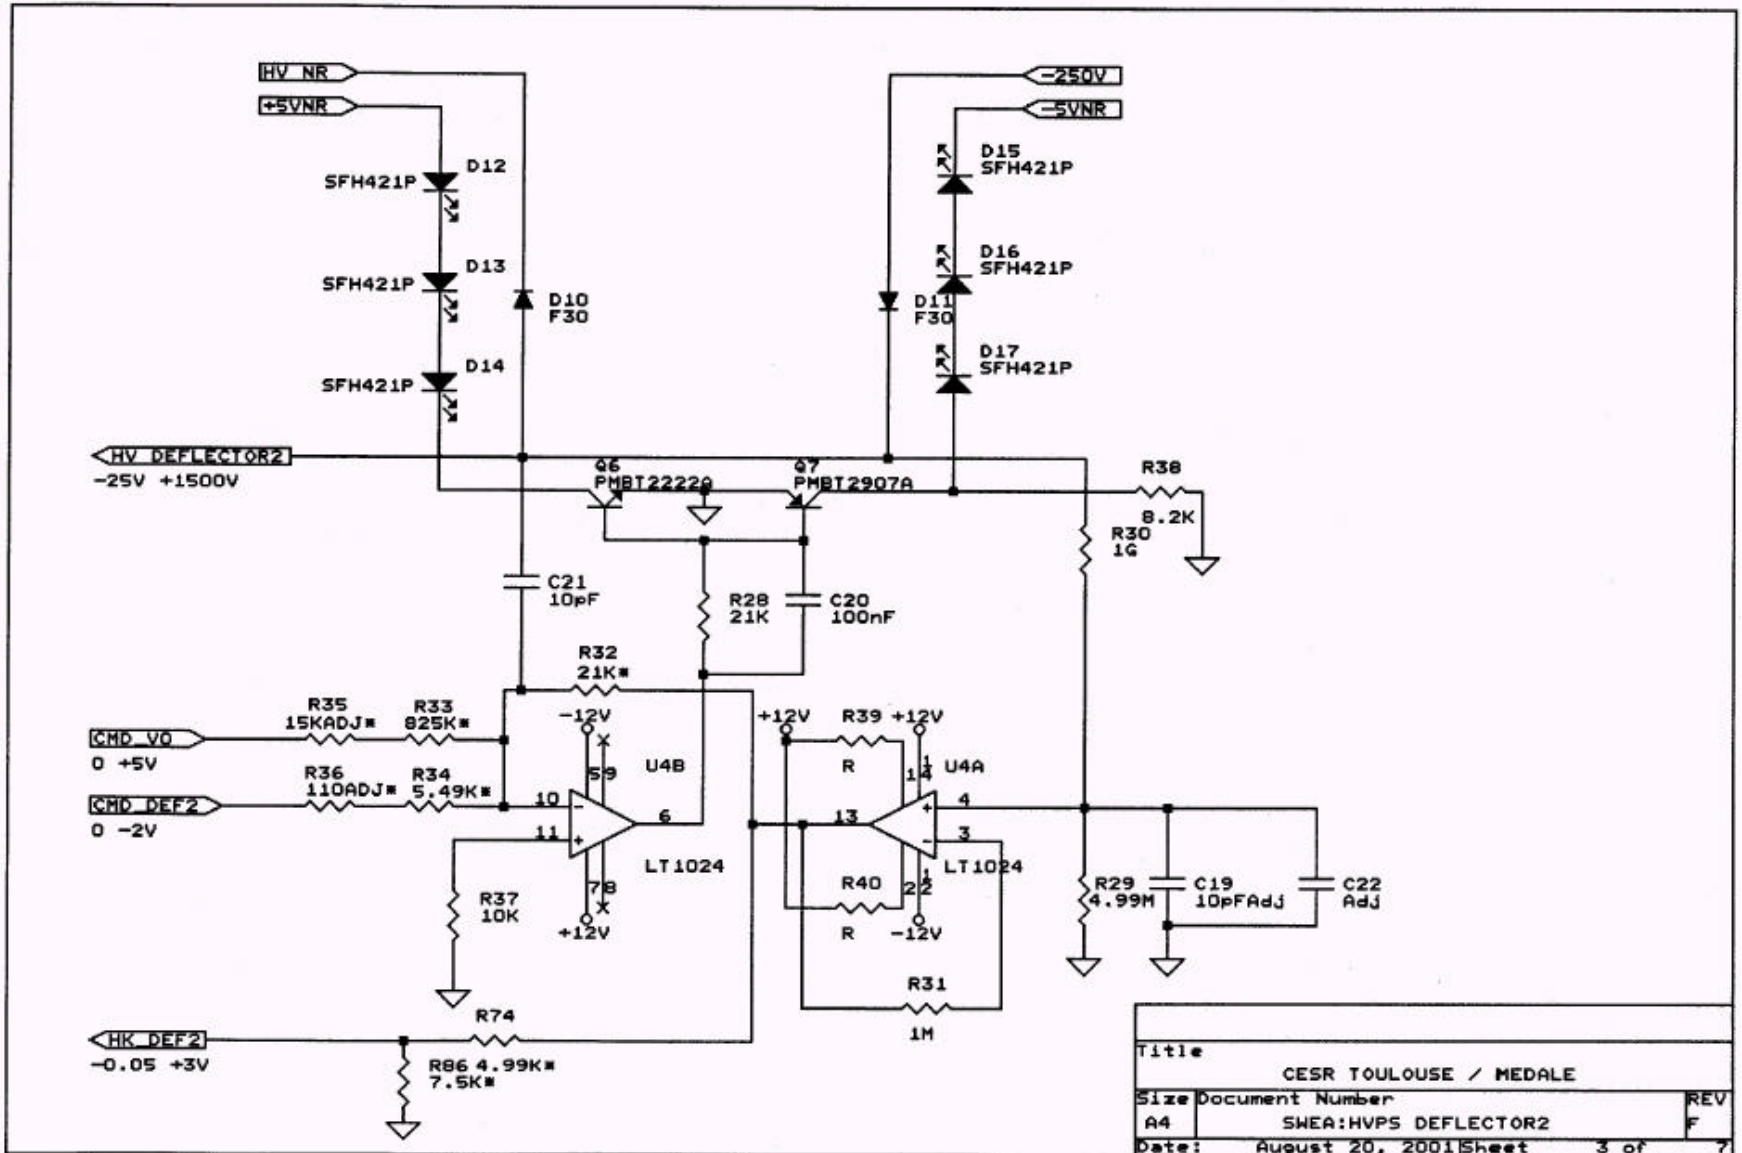 HV NR
+5VNR
-250V
-5VNR
D12
SFH421P
D13
SFH421P
D14
SFH421P
D10
F30
D11
F30
D15
SFH421P
D16
SFH421P
D17
SFH421P
HV DEFLECTOR2
-25V +1500V
Q6
PMBT2222A
Q7
PMBT2907A
R38
8.2K
R30
1G
C21
10pF
R28
21K
C20
100nF
R32
21K*
R35
15KADJ*
R33
825K*
CMD_VO
0 +5V
R36
110ADJ*
R34
5.49K*
CMD_DEF2
0 -2V
-12V
59
U4B
10
-
11
+
6
LT1024
78
+12V
R37
10K
+12V
R39
R
+12V
1
14
U4A
13
+
4
-
3
LT1024
R40
R
1
22
-12V
R31
1M
R29
4.99M
C19
10pFAdj
C22
Adj
HK_DEF2
-0.05 +3V
R74
R86 4.99K*
7.5K*
Title
CESR TOULOUSE / MEDALE
Size Document Number REV
A4 SWEA:HVPS DEFLECTOR2 F
Date: August 20, 2001 Sheet 3 of 7